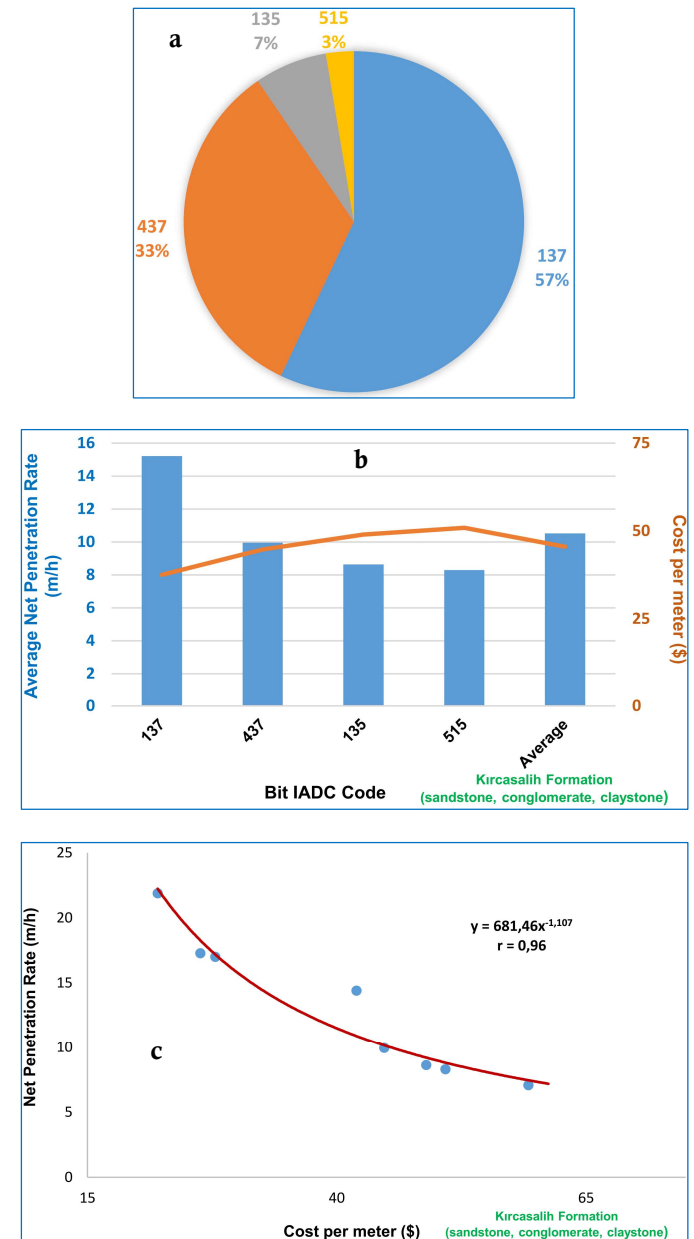 a
135
7%
515
3%
437
33%
137
57%
b
Average Net Penetration Rate
(m/h)
16
14
12
10
8
6
4
2
0
75
50
25
0
Cost per meter ($)
137
437
135
515
Average
Bit IADC Code
Kırcasalih Formation
(sandstone, conglomerate, claystone)
c
Net Penetration Rate (m/h)
25
20
15
10
5
0
y = 681,46x^-1,107
r = 0,96
15
40
65
Cost per meter ($)
Kırcasalih Formation
(sandstone, conglomerate, claystone)